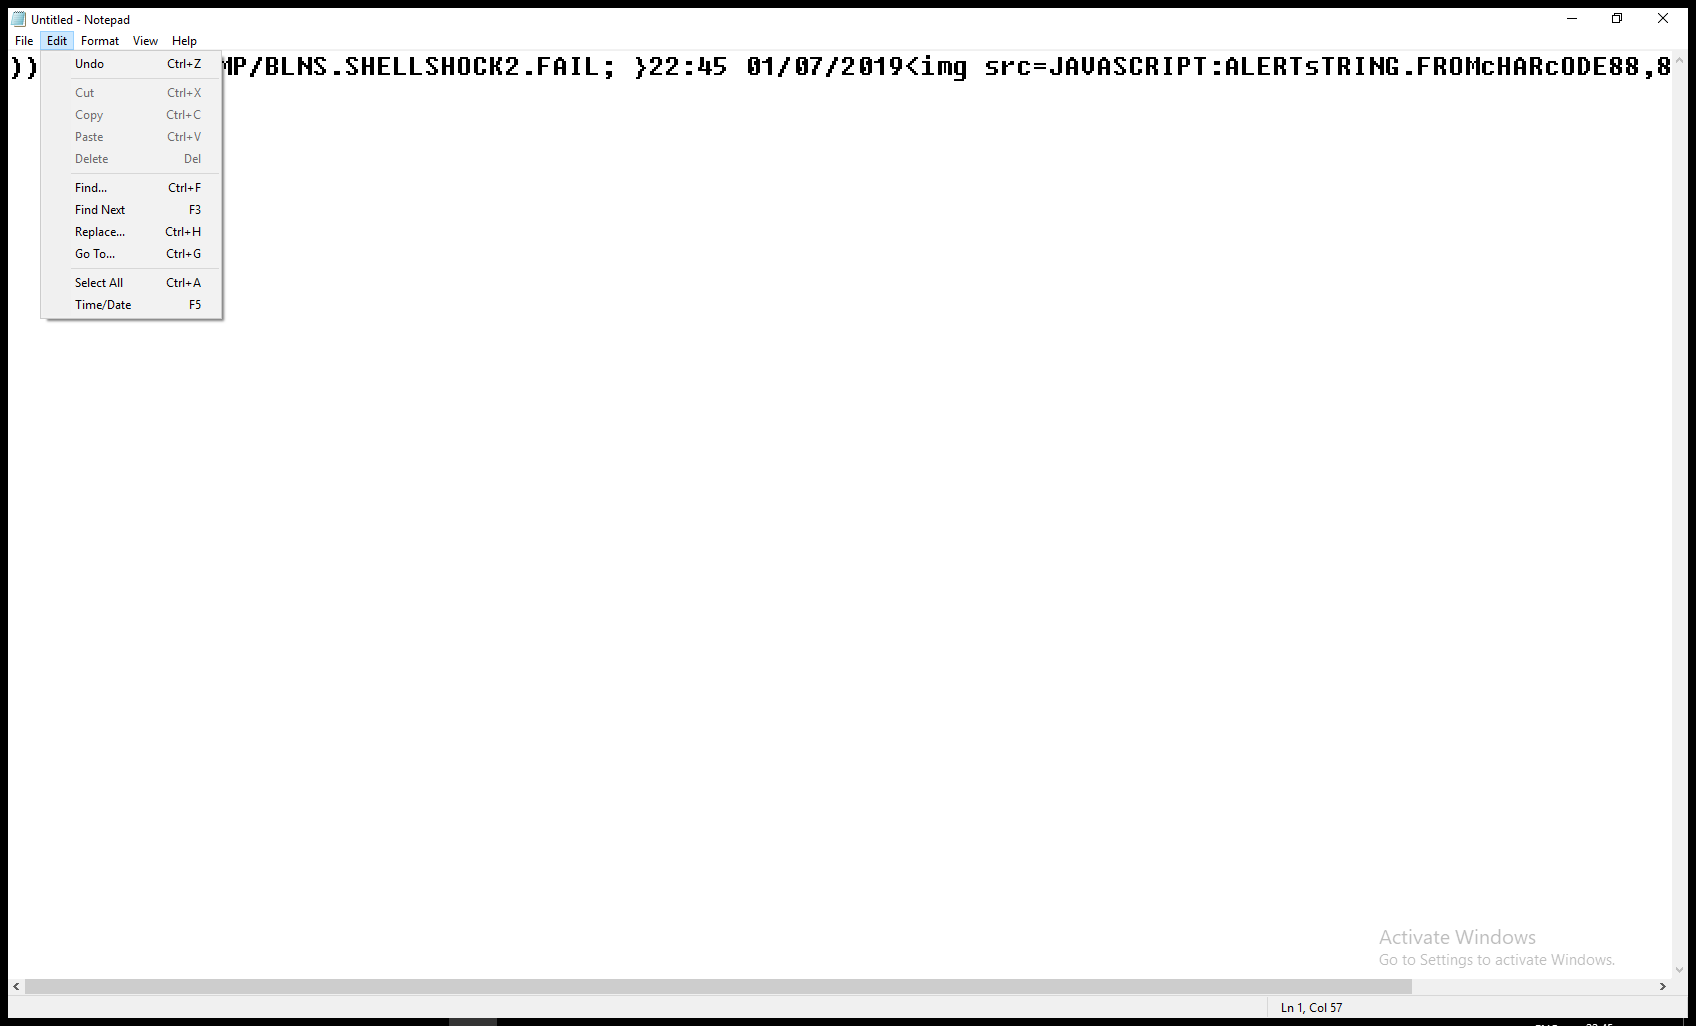 Untitled - Notepad
File Edit Format View Help
)) MP/BLNS.SHELLSHOCK2.FAIL; }22:45 01/07/2019<img src=JAVASCRIPT:ALERTsTRING.FROMcHARcODE88,8
Undo Ctrl+Z
Cut Ctrl+X
Copy Ctrl+C
Paste Ctrl+V
Delete Del
Find... Ctrl+F
Find Next F3
Replace... Ctrl+H
Go To... Ctrl+G
Select All Ctrl+A
Time/Date F5
Activate Windows
Go to Settings to activate Windows.
Ln 1, Col 57